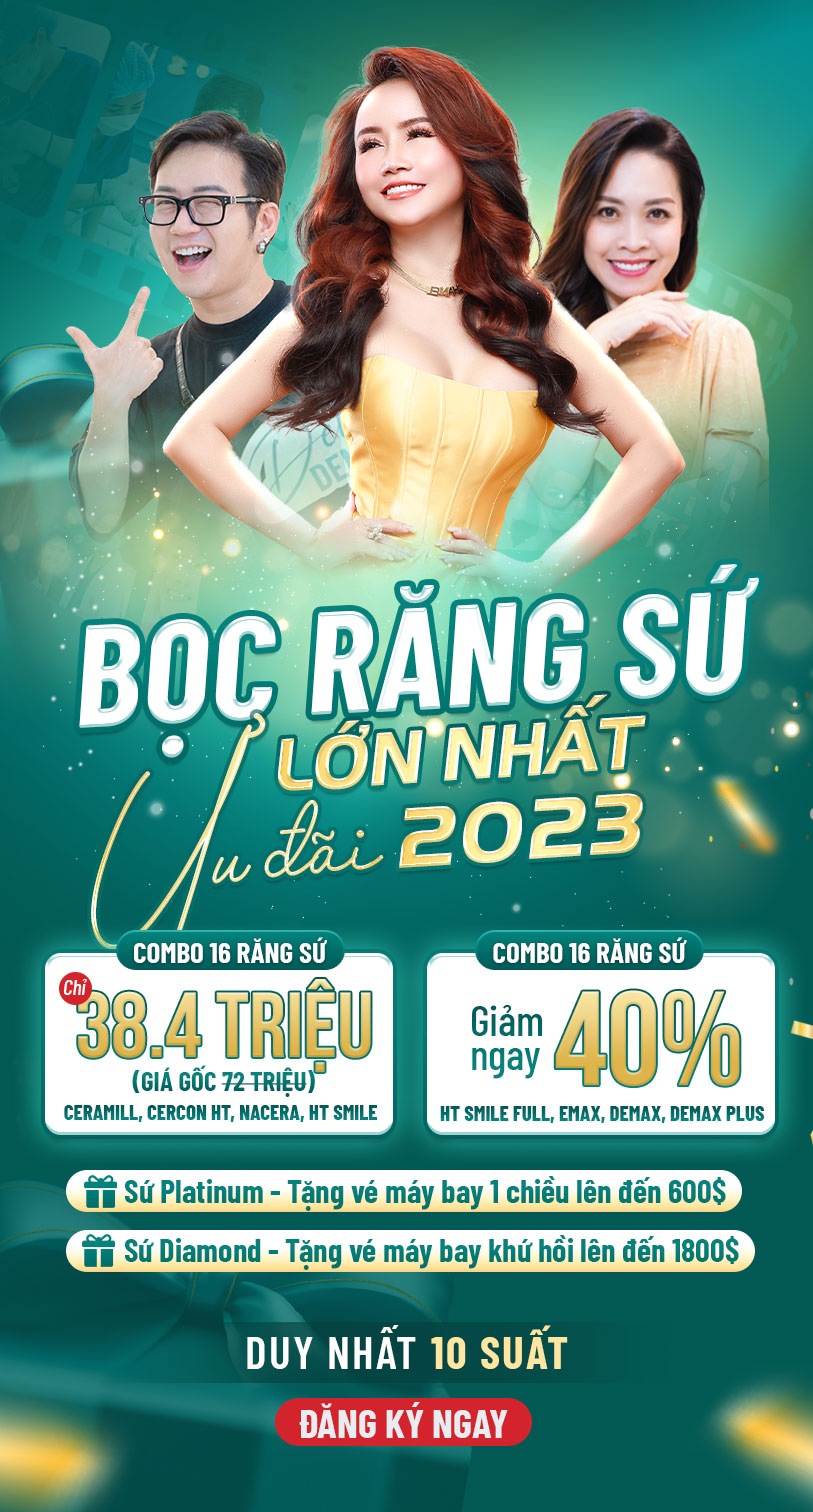 BỌC RĂNG SỨ
LỚN NHẤT
Ưu đãi 2023
COMBO 16 RĂNG SỨ
Chỉ
38.4 TRIỆU
(GIÁ GỐC 72 TRIỆU)
CERAMILL, CERCON HT, NACERA, HT SMILE
COMBO 16 RĂNG SỨ
Giảm
ngay
40%
HT SMILE FULL, EMAX, DEMAX, DEMAX PLUS
Sứ Platinum - Tặng vé máy bay 1 chiều lên đến 600$
Sứ Diamond - Tặng vé máy bay khứ hồi lên đến 1800$
DUY NHẤT 10 SUẤT
ĐĂNG KÝ NGAY